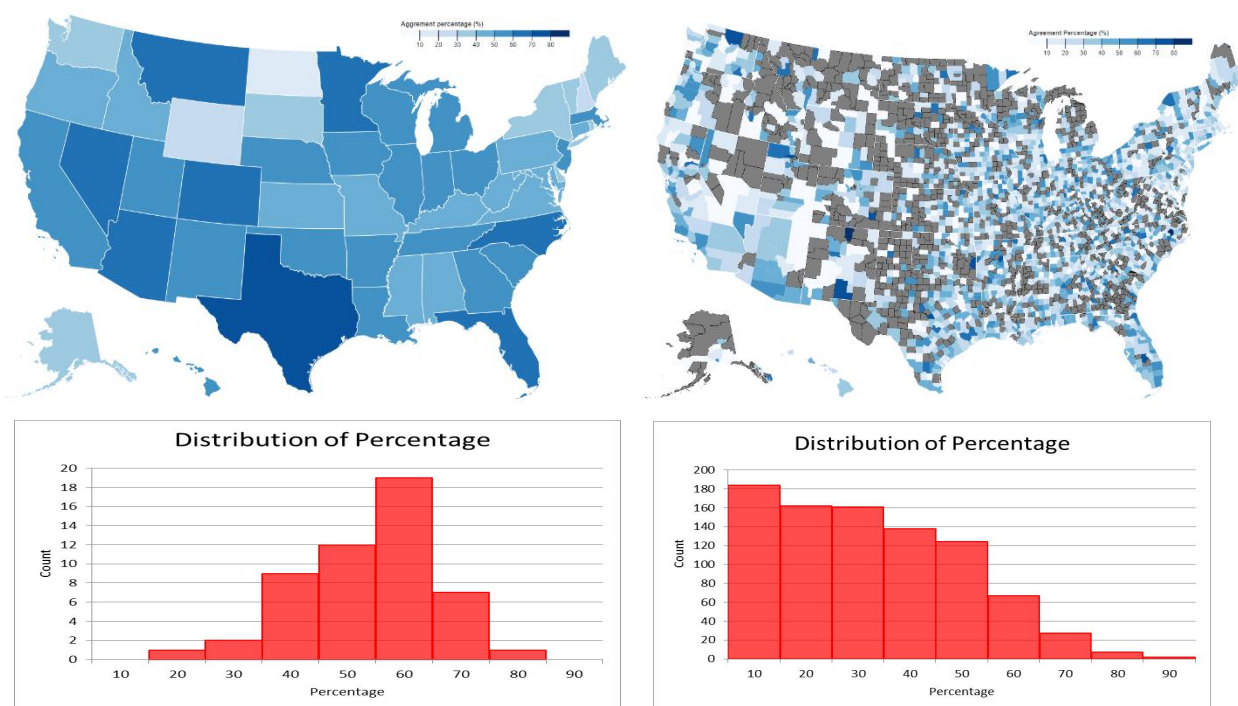 Aggrement percentage (%)
10 20 30 40 50 60 70 80
Agreement Percentage (%)
10 20 30 40 50 60 70 80
Distribution of Percentage
20
18
16
14
12
10
8
6
4
2
0
Count
10 20 30 40 50 60 70 80 90
Percentage
Distribution of Percentage
200
180
160
140
120
100
80
60
40
20
0
Count
10 20 30 40 50 60 70 80 90
Percentage